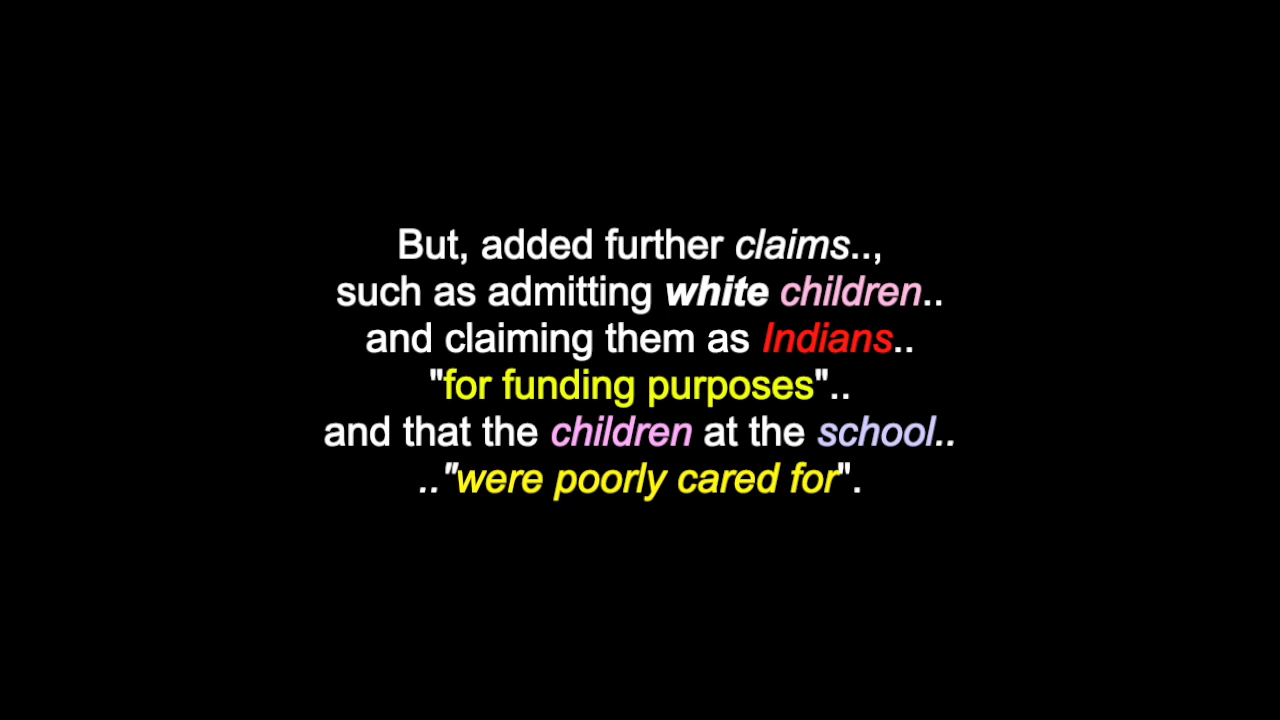 But, added further claims..,
such as admitting white children..
and claiming them as Indians..
"for funding purposes"..
and that the children at the school..
.."were poorly cared for".